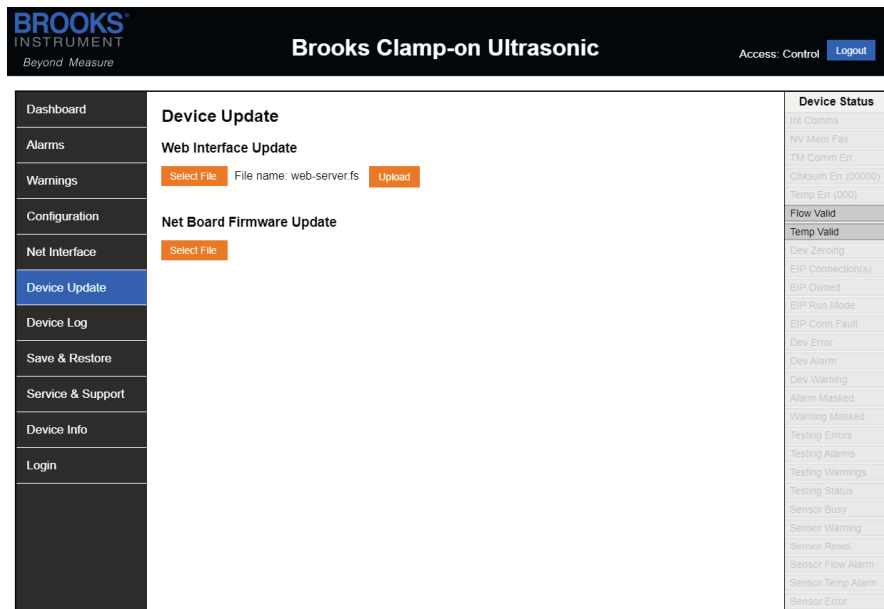 BROOKS®
INSTRUMENT
Beyond Measure
Brooks Clamp-on Ultrasonic
Access: Control
Logout
Dashboard
Alarms
Warnings
Configuration
Net Interface
Device Update
Device Log
Save & Restore
Service & Support
Device Info
Login
Device Update
Web Interface Update
Select File File name: web-server.fs Upload
Net Board Firmware Update
Select File
Device Status
Int Comms
NV Mem Fail
TM Comm Err
Chksum Err (00000)
Temp Err (000)
Flow Valid
Temp Valid
Dev Zeroing
EIP Connection(s)
EIP Owned
EIP Run Mode
EIP Conn Fault
Dev Error
Dev Alarm
Dev Warning
Alarm Masked
Warning Masked
Testing Errors
Testing Alarms
Testing Warnings
Testing Status
Sensor Busy
Sensor Warning
Sensor Reset
Sensor Flow Alarm
Sensor Temp Alarm
Sensor Error